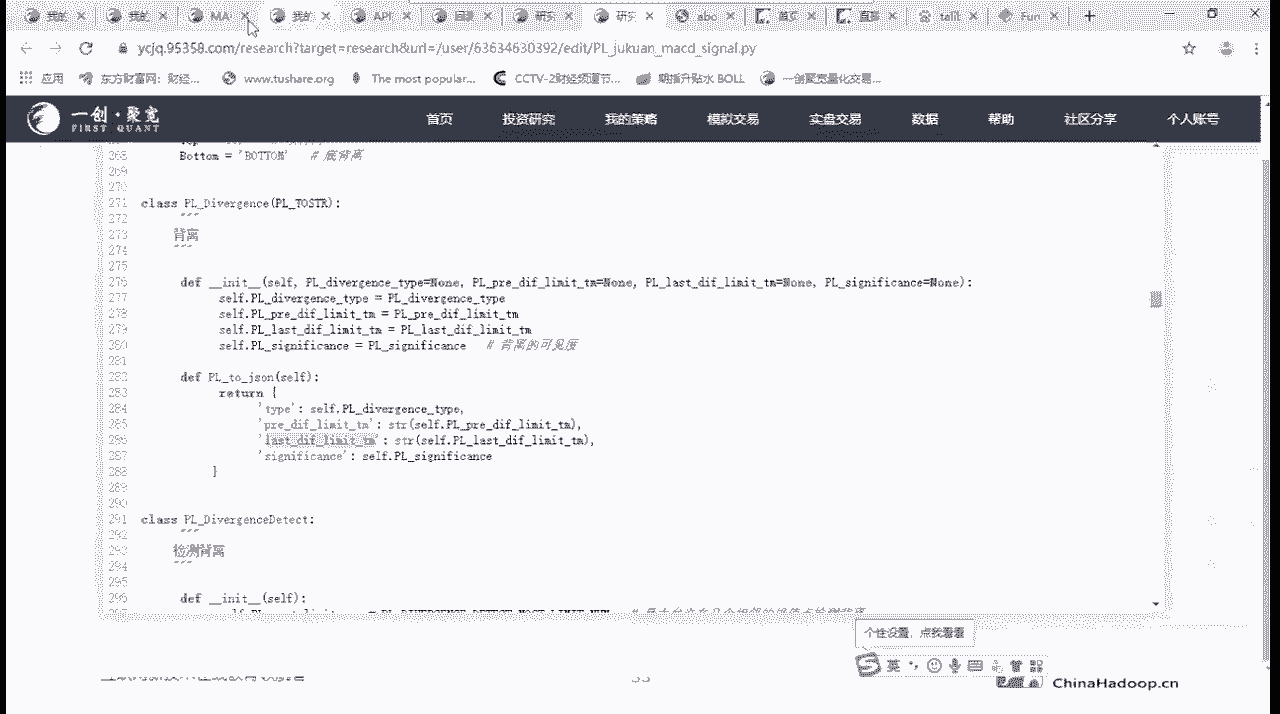 我的
我的
MA
我的
API
回测
研究
研究
abc
首页
talib
Fun
ycjq.95358.com/research?target=research&url=/user/63634630392/edit/PL_jukuan_macd_signal.py
应用
东方财富网：财经...
www.tushare.org
The most popular...
CCTV-2财经频道节...
期指升贴水 BOLL
一创聚宽量化交易...
一创·聚宽
FIRST QUANT
首页
投资研究
我的策略
模拟交易
实盘交易
数据
帮助
社区分享
个人账号
268 Bottom = 'BOTTOM' # 底背离
269
270
271 class PL_Divergence(PL_TOSTR):
272 """
273 背离
274 """
275
276 def __init__(self, PL_divergence_type=None, PL_pre_dif_limit_tm=None, PL_last_dif_limit_tm=None, PL_significance=None):
277 self.PL_divergence_type = PL_divergence_type
278 self.PL_pre_dif_limit_tm = PL_pre_dif_limit_tm
279 self.PL_last_dif_limit_tm = PL_last_dif_limit_tm
280 self.PL_significance = PL_significance # 背离的可见度
281
282 def PL_to_json(self):
283 return {
284 'type': self.PL_divergence_type,
285 'pre_dif_limit_tm': str(self.PL_pre_dif_limit_tm),
286 'last_dif_limit_tm': str(self.PL_last_dif_limit_tm),
287 'significance': self.PL_significance
288 }
289
290
291 class PL_DivergenceDetect:
292 """
293 检测背离
294 """
295
296 def __init__(self):
个性设置，点我看看
英
ChinaHadoop.cn